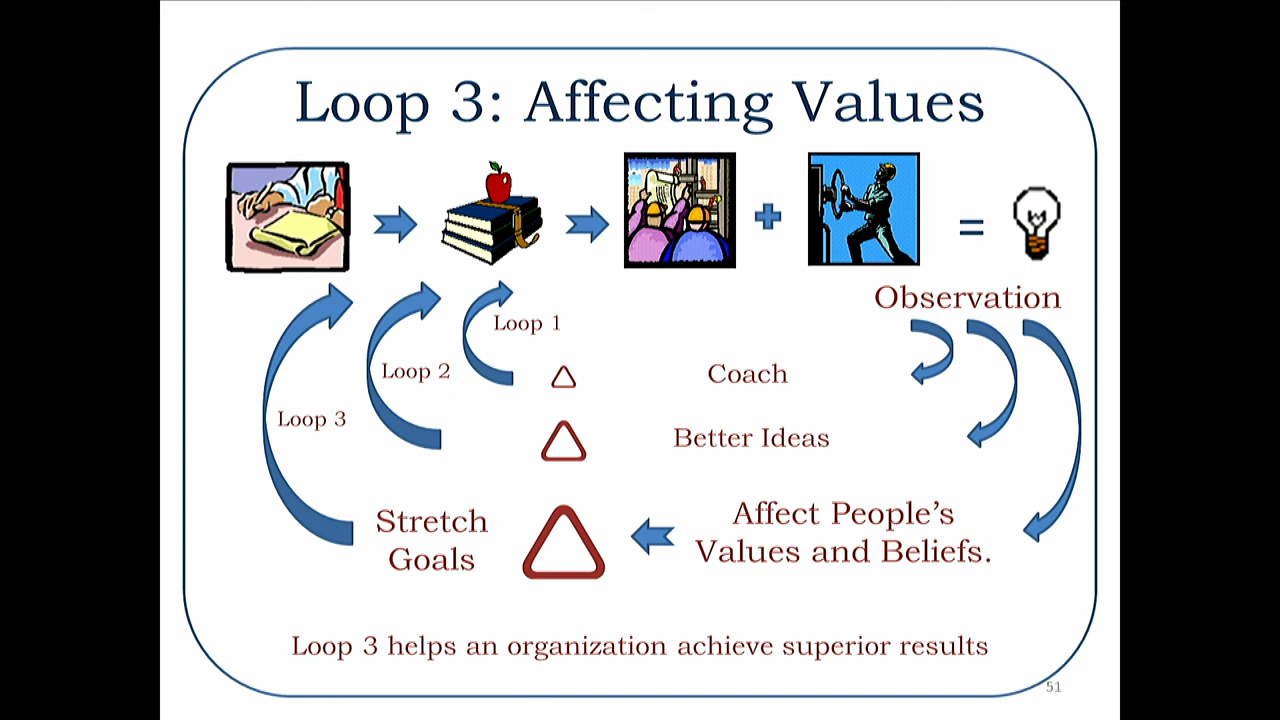 Loop 3: Affecting Values
Observation
Loop 1
Loop 2
Coach
Loop 3
Better Ideas
Stretch
Goals
Affect People’s
Values and Beliefs.
Loop 3 helps an organization achieve superior results
51